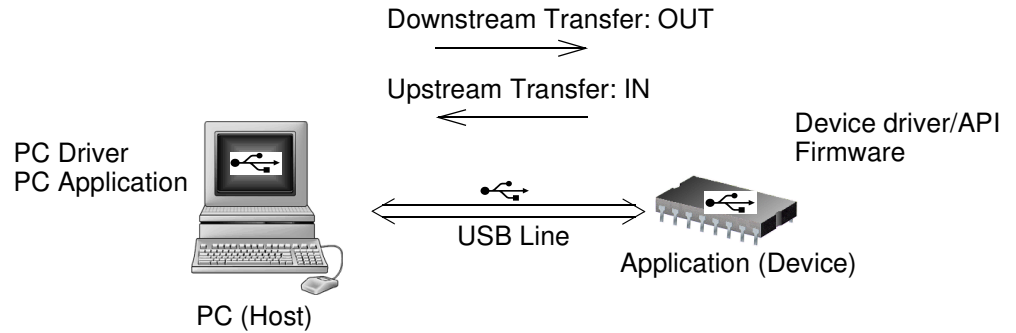 Downstream Transfer: OUT
Upstream Transfer: IN
Device driver/API
Firmware
PC Driver
PC Application
USB Line
Application (Device)
PC (Host)